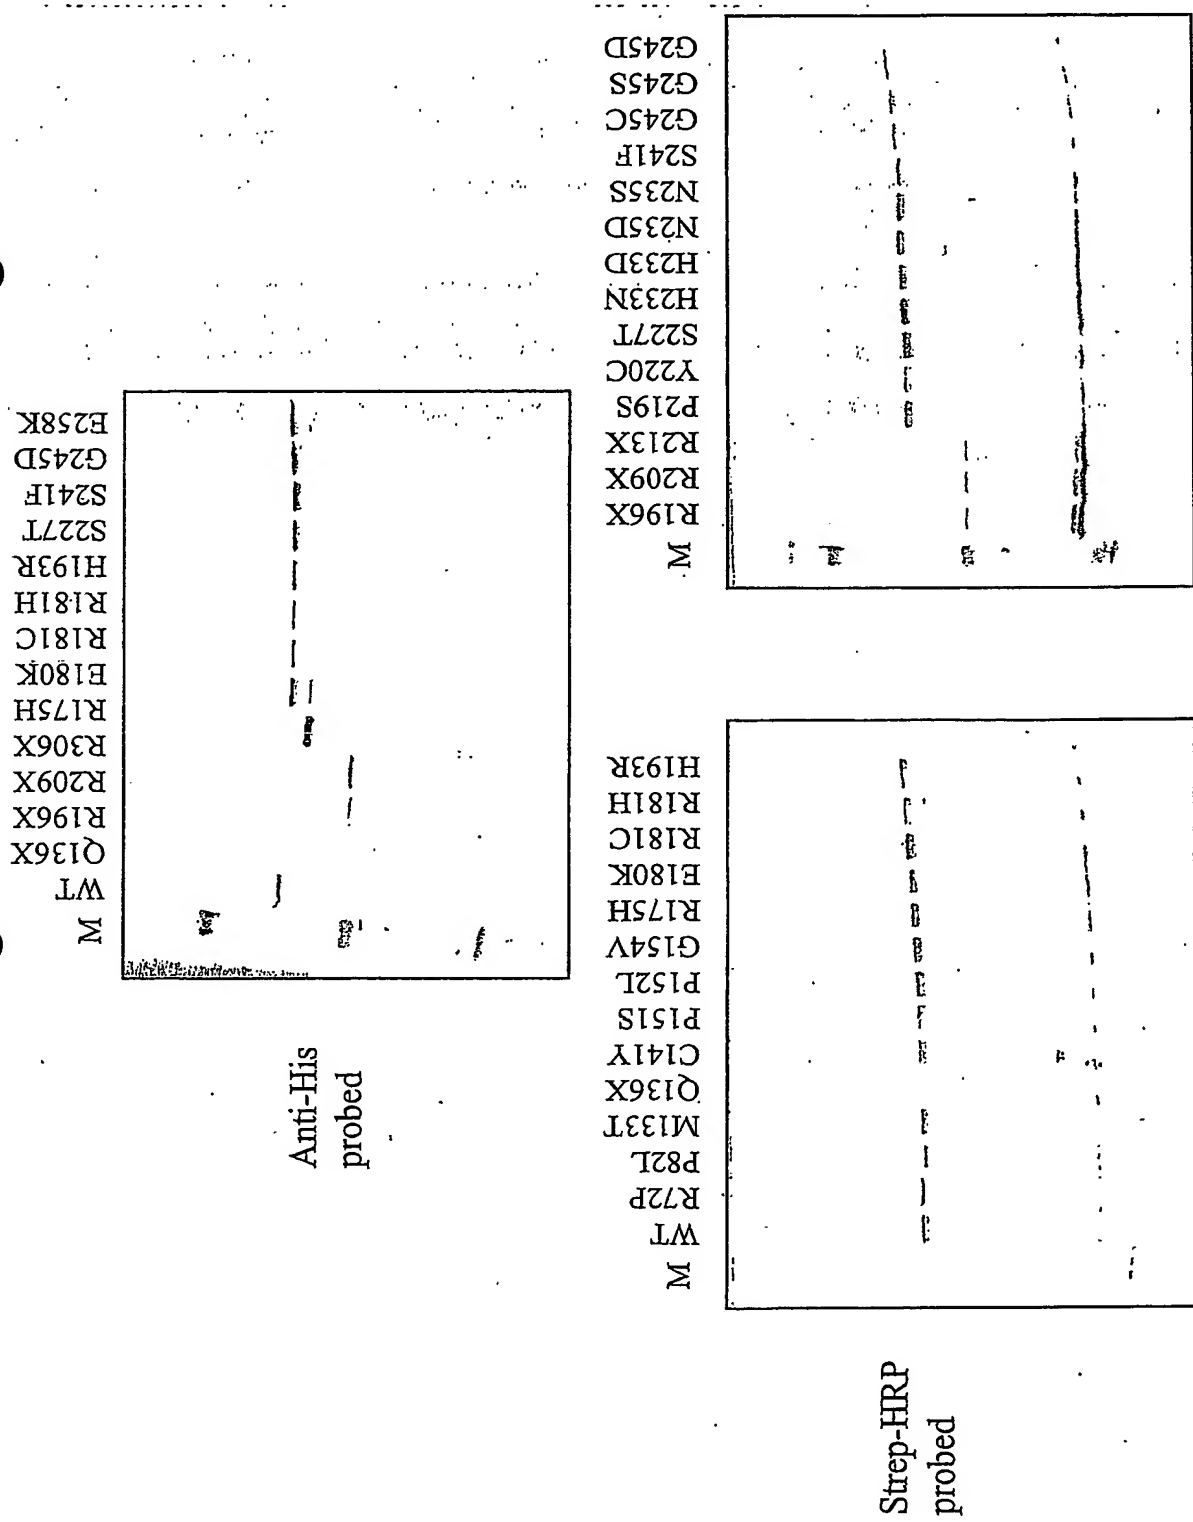 M
WT
Q136X
R196X
R209X
R306X
R175H
E180K
R181C
R181H
H193R
S227T
S241F
G245D
E258K
Anti-His
probed
M
WT
R72P
P82L
M133T
Q136X
C141Y
P151S
P152L
G154V
R175H
E180K
R181C
R181H
H193R
M
R196X
R209X
R213X
P219S
Y220C
S227T
H233N
H233D
N235D
N235S
S241F
G245C
G245S
G245D
Strep-HRP
probed